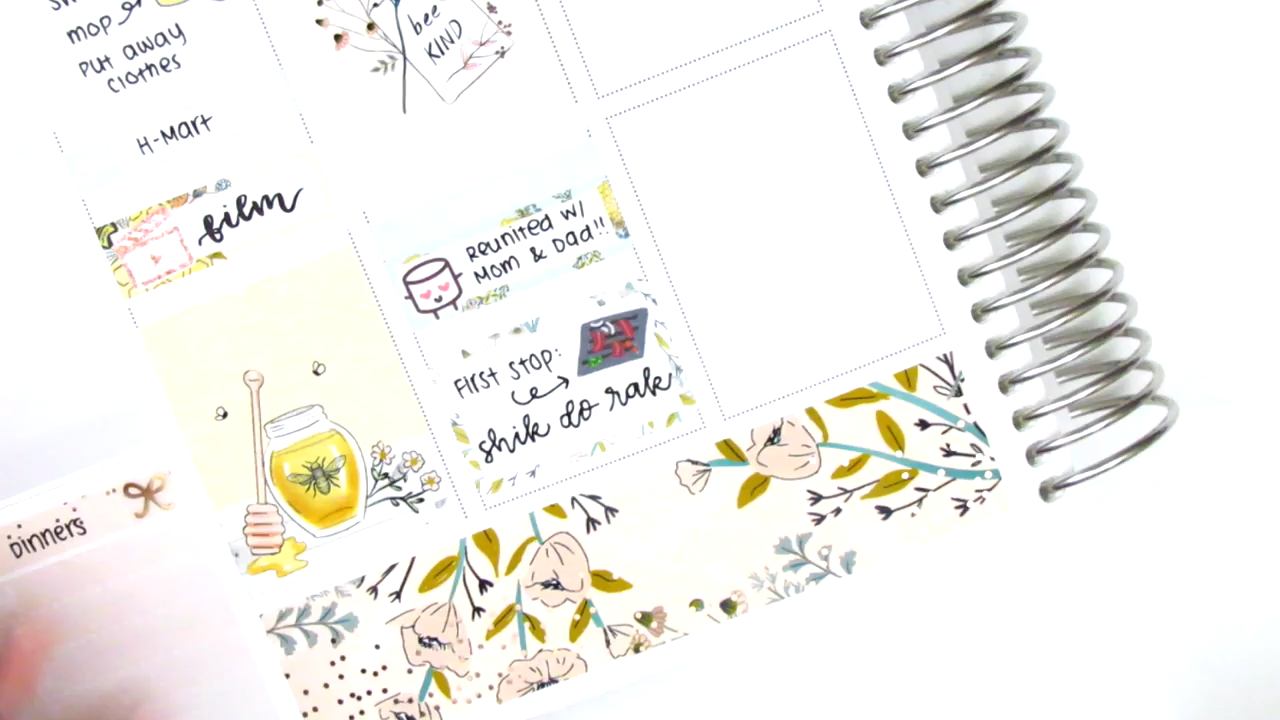 mop
Put away
clothes
H-Mart
film
bee
KIND
Reunited w/
Mom & Dad!!
First stop:
shik do rak
Dinners